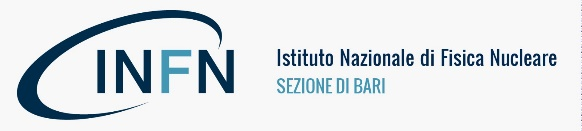 INFN
Istituto Nazionale di Fisica Nucleare
SEZIONE DI BARI